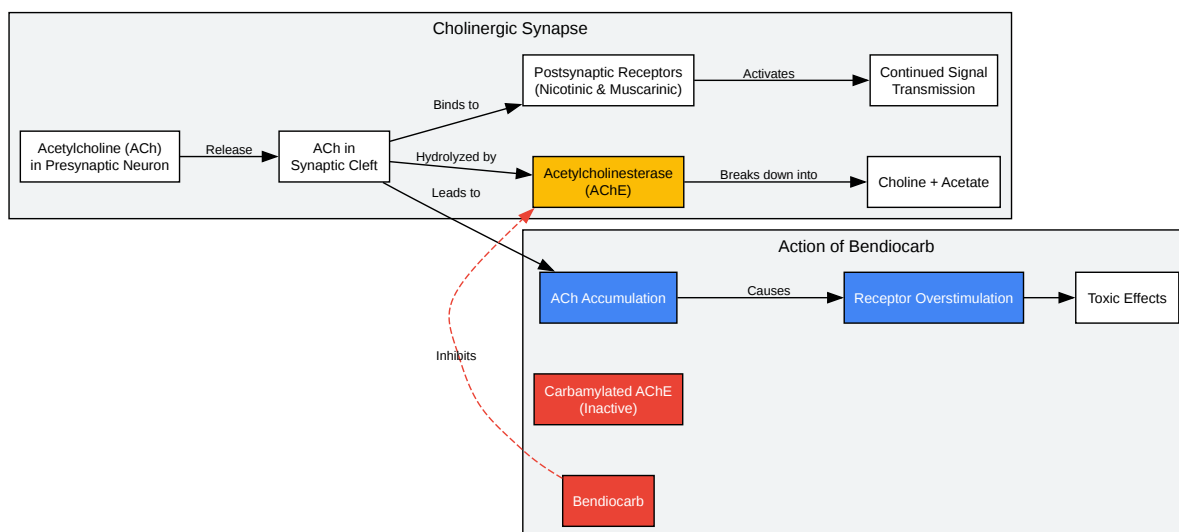 Cholinergic Synapse
Postsynaptic Receptors
(Nicotinic & Muscarinic)
Activates
Continued Signal
Transmission
Binds to
Acetylcholine (ACh)
in Presynaptic Neuron
Release
ACh in
Synaptic Cleft
Hydrolyzed by
Acetylcholinesterase
(AChE)
Breaks down into
Choline + Acetate
Leads to
Action of Bendiocarb
ACh Accumulation
Causes
Receptor Overstimulation
Toxic Effects
Inhibits
Carbamylated AChE
(Inactive)
Bendiocarb